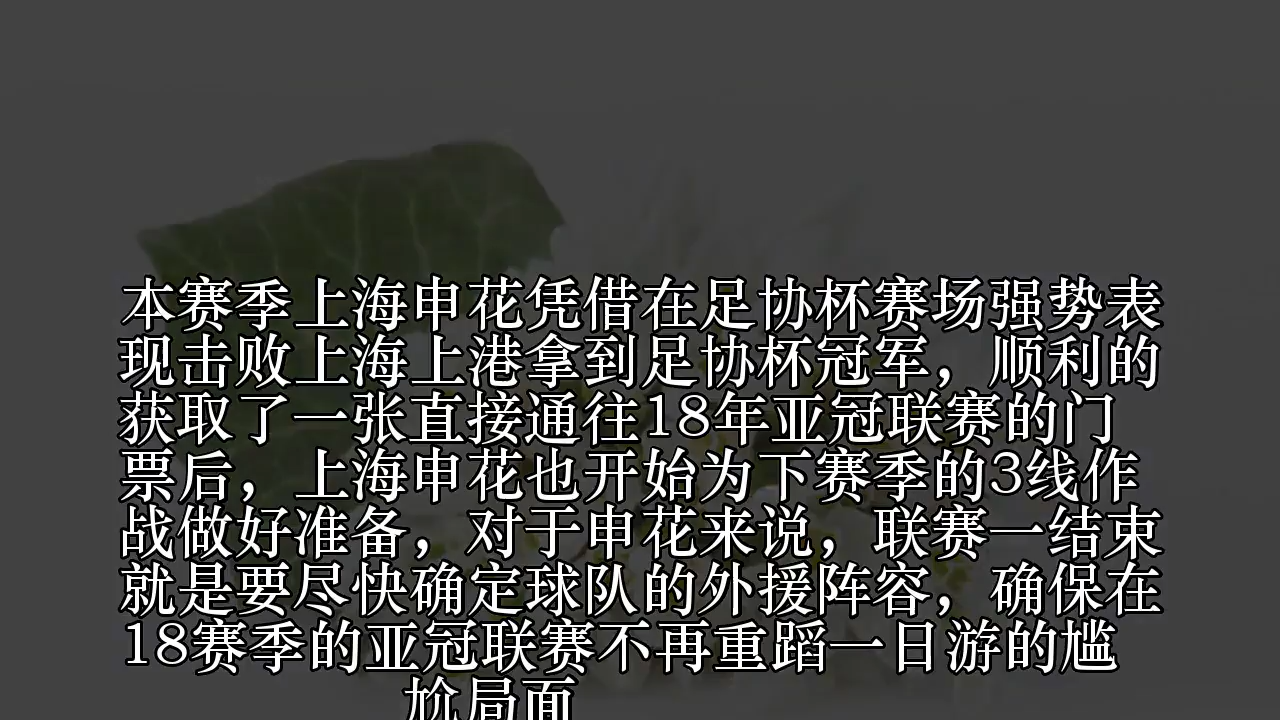 本赛季上海申花凭借在足协杯赛场强势表
现击败上海上港拿到足协杯冠军，顺利的
获取了一张直接通往18年亚冠联赛的门
票后，上海申花也开始为下赛季的3线作
战做好准备，对于申花来说，联赛一结束
就是要尽快确定球队的外援阵容，确保在
18赛季的亚冠联赛不再重蹈一日游的尴
尬局面